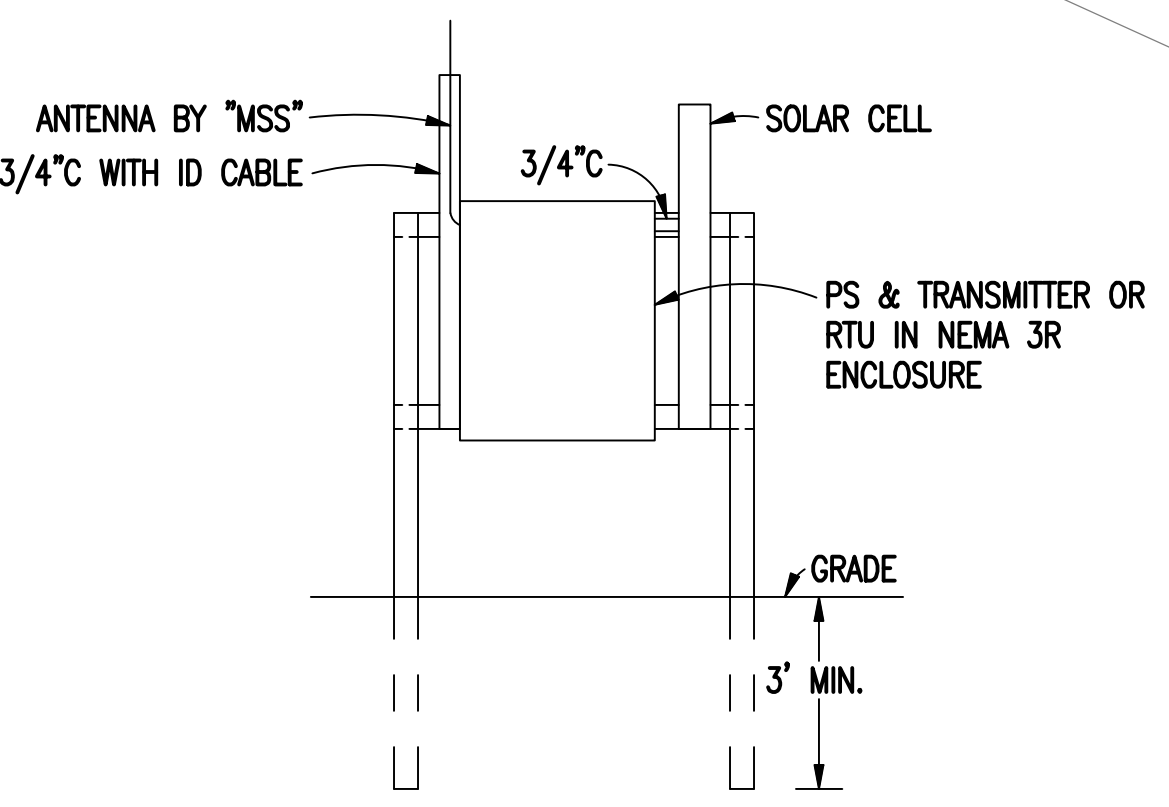 ANTENNA BY "MSS"
3/4"C WITH ID CABLE
3/4"C
SOLAR CELL
PS & TRANSMITTER OR
RTU IN NEMA 3R
ENCLOSURE
GRADE
3' MIN.